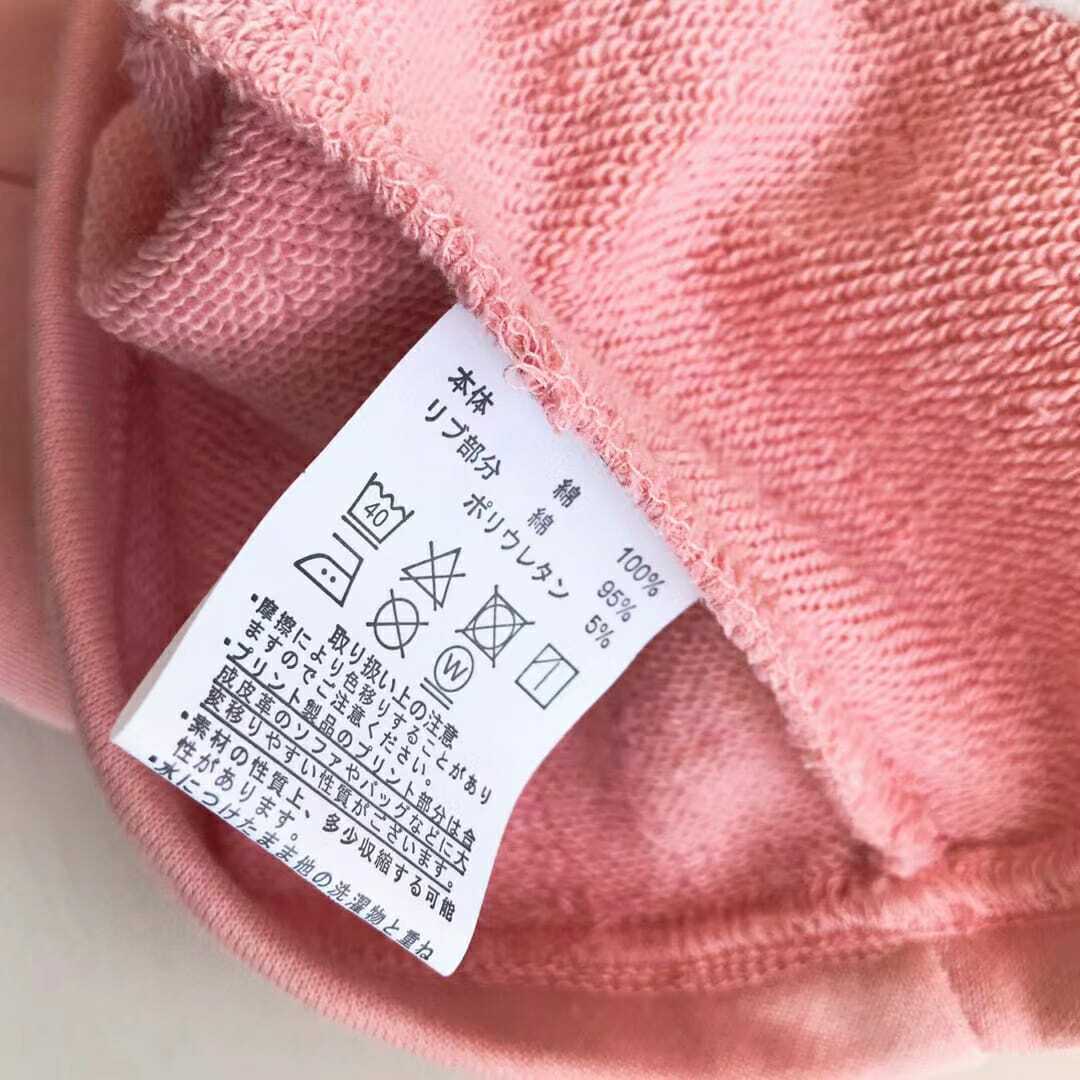 本体 綿 100%
リブ部分 綿 95%
ポリウレタン 5%
40
W
取り扱い上の注意
・摩擦により色移りすることがあり
ますのでご注意ください。
・プリント製品のプリント部分は合
成皮革のソファやバッグなどに大
変移りやすい性質がございます。
・素材の性質上、多少収縮する可能
性があります。
・水につけたまま他の洗濯物と重ね